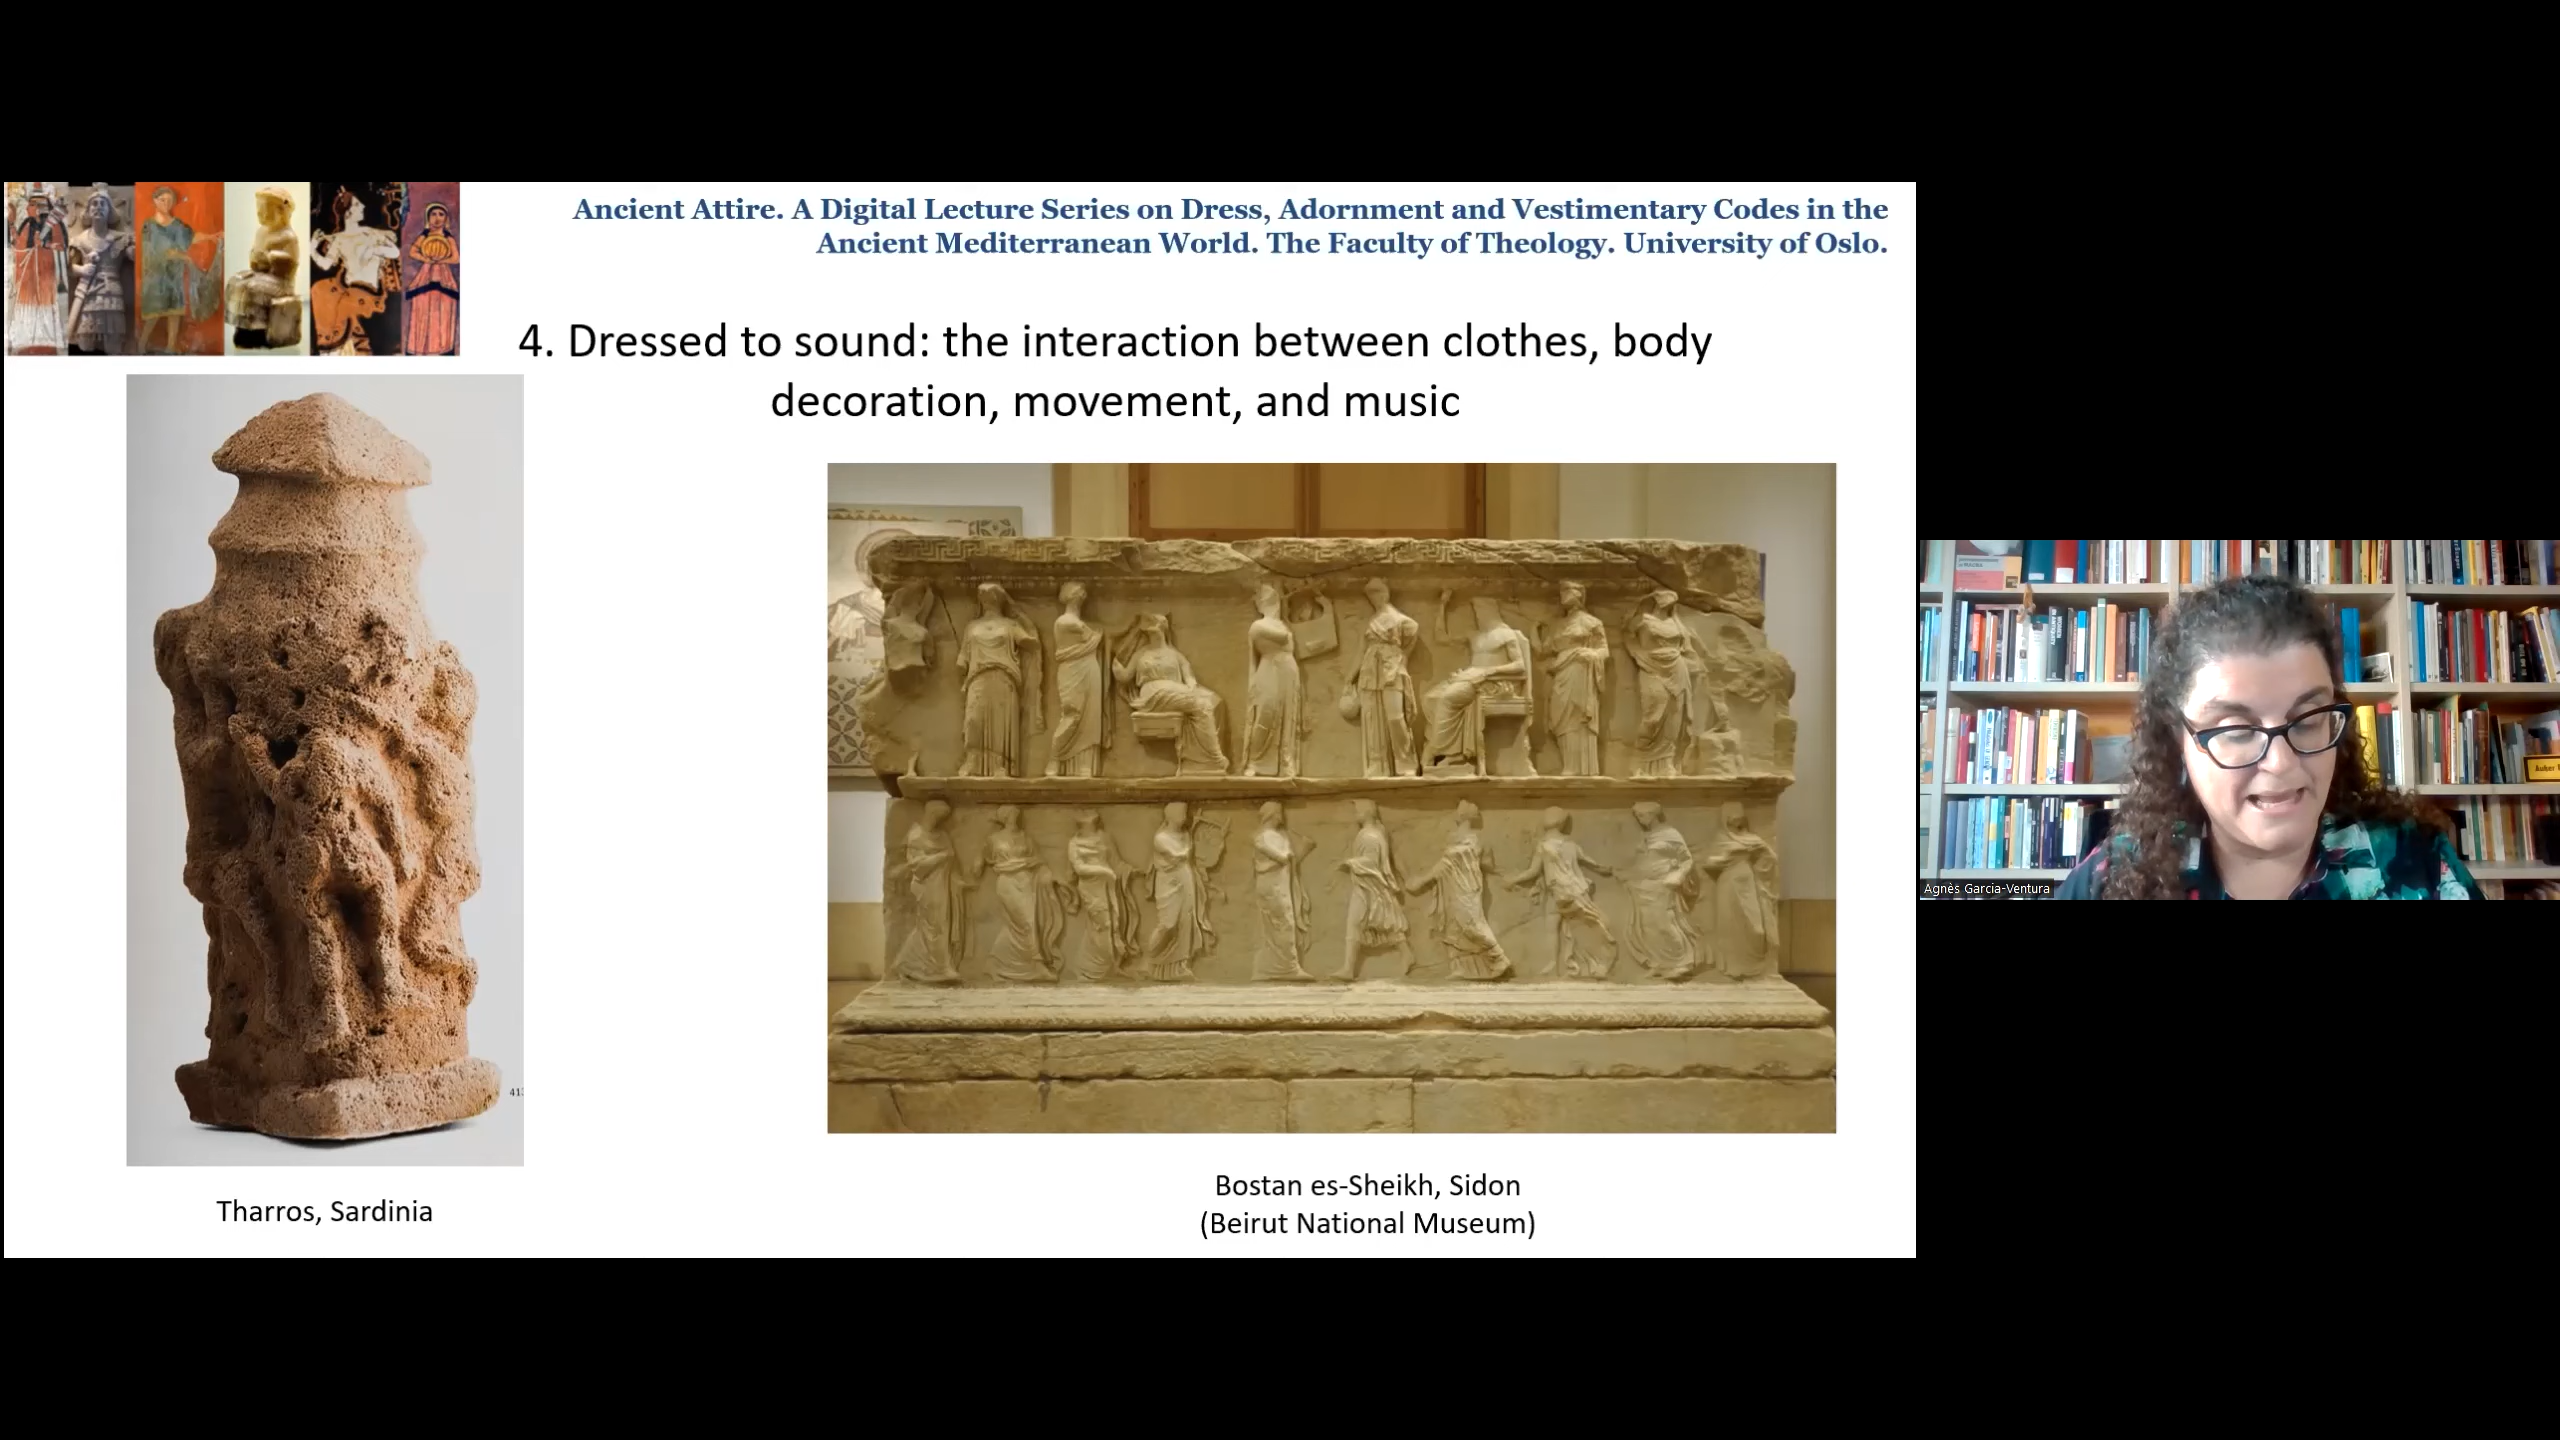 Ancient Attire. A Digital Lecture Series on Dress, Adornment and Vestimentary Codes in the
Ancient Mediterranean World. The Faculty of Theology. University of Oslo.
4. Dressed to sound: the interaction between clothes, body
decoration, movement, and music
Tharros, Sardinia
Bostan es-Sheikh, Sidon
(Beirut National Museum)
Agnès Garcia-Ventura